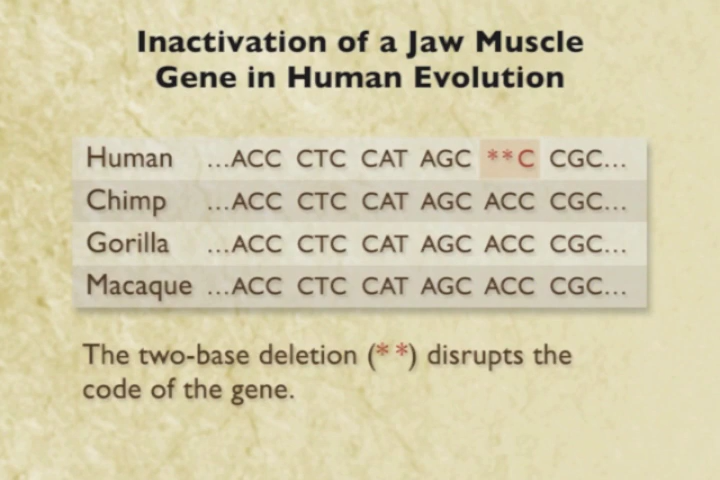 Inactivation of a Jaw Muscle
Gene in Human Evolution
Human ...ACC CTC CAT AGC **C CGC...
Chimp ...ACC CTC CAT AGC ACC CGC...
Gorilla ...ACC CTC CAT AGC ACC CGC...
Macaque ...ACC CTC CAT AGC ACC CGC...
The two-base deletion (**) disrupts the
code of the gene.